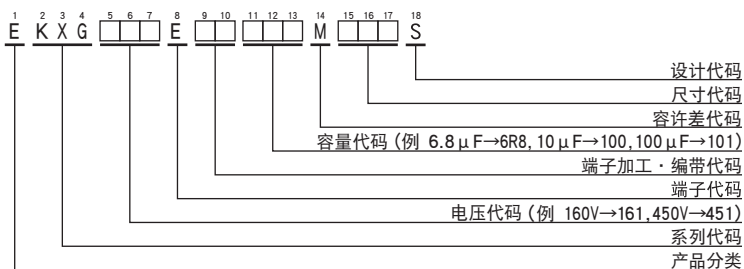 1 2 3 4 5 6 7 8 9 10 11 12 13 14 15 16 17 18
E KXG □□□ E □□ □□□ M □□□ S
设计代码
尺寸代码
容许差代码
容量代码 (例 6.8μF→6R8, 10μF→100, 100μF→101)
端子加工・编带代码
端子代码
电压代码 (例 160V→161, 450V→451)
系列代码
产品分类